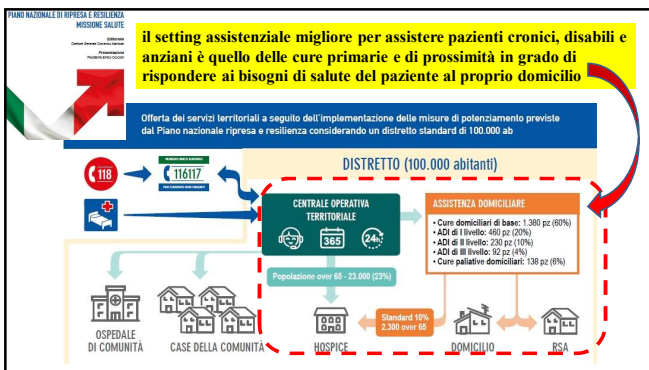 PIANO NAZIONALE DI RIPRESA E RESILIENZA
MISSIONE SALUTE
Editoriale
Presentazione
il setting assistenziale migliore per assistere pazienti cronici, disabili e
anziani è quello delle cure primarie e di prossimità in grado di
rispondere ai bisogni di salute del paziente al proprio domicilio
Offerta dei servizi territoriali a seguito dell'implementazione delle misure di potenziamento previste
dal Piano nazionale ripresa e resilienza considerando un distretto standard di 100.000 ab
DISTRETTO (100.000 abitanti)
118
116117
CENTRALE OPERATIVA
TERRITORIALE
365
24h
ASSISTENZA DOMICILIARE
• Cure domiciliari di base: 1.380 pz (60%)
• ADI di I livello: 460 pz (20%)
• ADI di II livello: 230 pz (10%)
• ADI di III livello: 92 pz (4%)
• Cure paliative domiciliari: 138 pz (6%)
Popolazione over 65 - 23.000 (23%)
Standard 10%
2.300 over 65
OSPEDALE
DI COMUNITÀ
CASE DELLA COMUNITÀ
HOSPICE
DOMICILIO
RSA